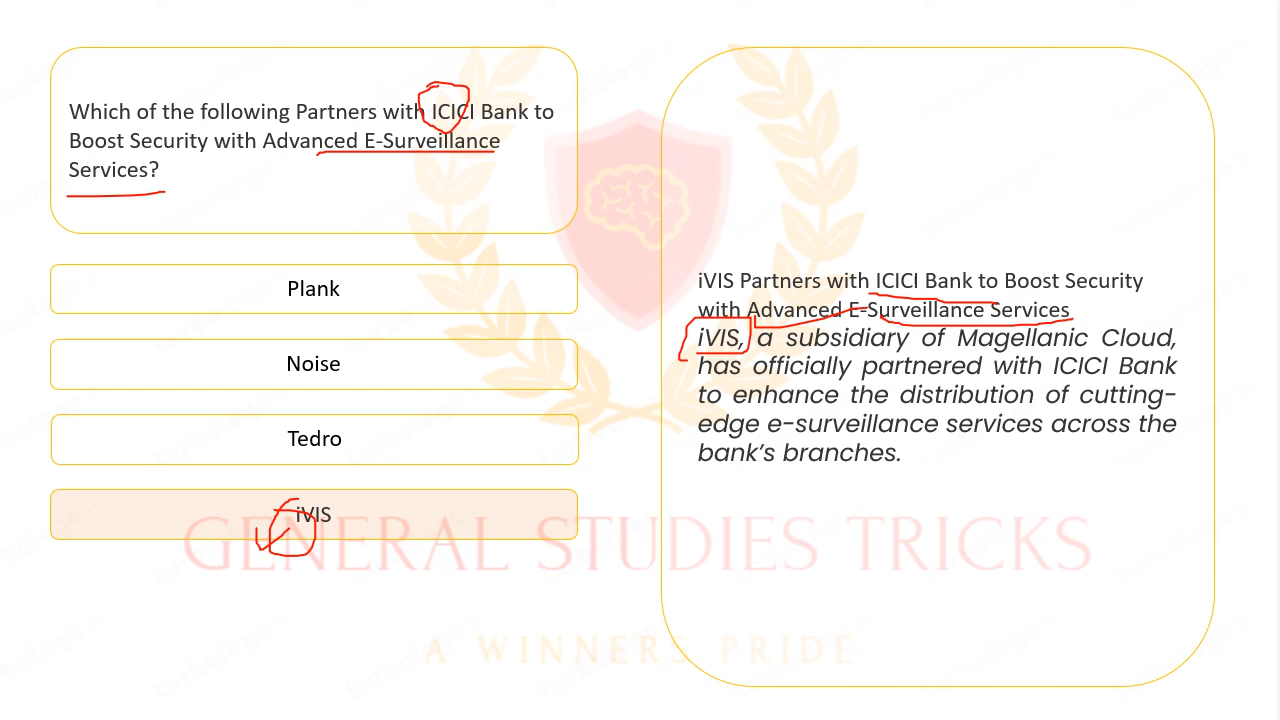 Which of the following Partners with ICICI Bank to
Boost Security with Advanced E-Surveillance
Services?
Plank
Noise
Tedro
iVIS
iVIS Partners with ICICI Bank to Boost Security
with Advanced E-Surveillance Services
iVIS, a subsidiary of Magellanic Cloud,
has officially partnered with ICICI Bank
to enhance the distribution of cutting-
edge e-surveillance services across the
bank’s branches.
GENERAL STUDIES TRICKS
A WINNERS PRIDE